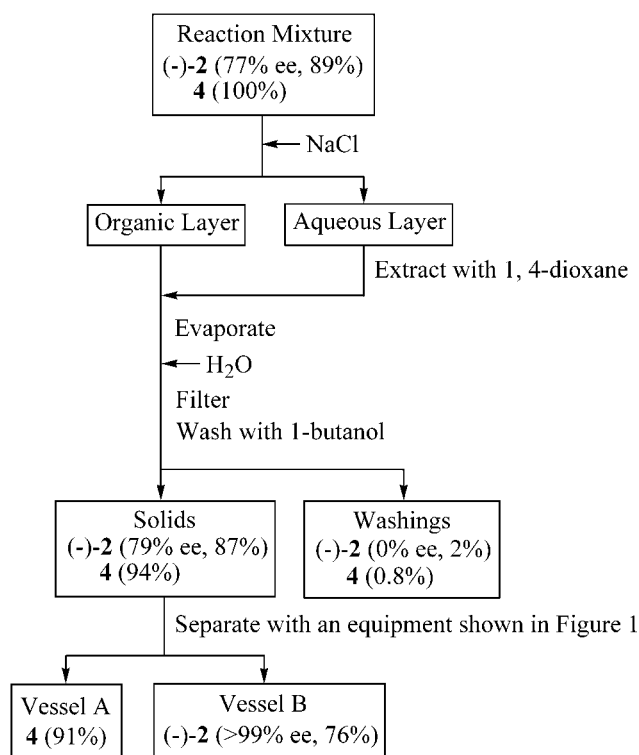 Reaction Mixture
(-)-2 (77% ee, 89%)
4 (100%)
NaCl
Organic Layer
Aqueous Layer
Extract with 1, 4-dioxane
Evaporate
H₂O
Filter
Wash with 1-butanol
Solids
(-)-2 (79% ee, 87%)
4 (94%)
Washings
(-)-2 (0% ee, 2%)
4 (0.8%)
Separate with an equipment shown in Figure 1
Vessel A
4 (91%)
Vessel B
(-)-2 (>99% ee, 76%)